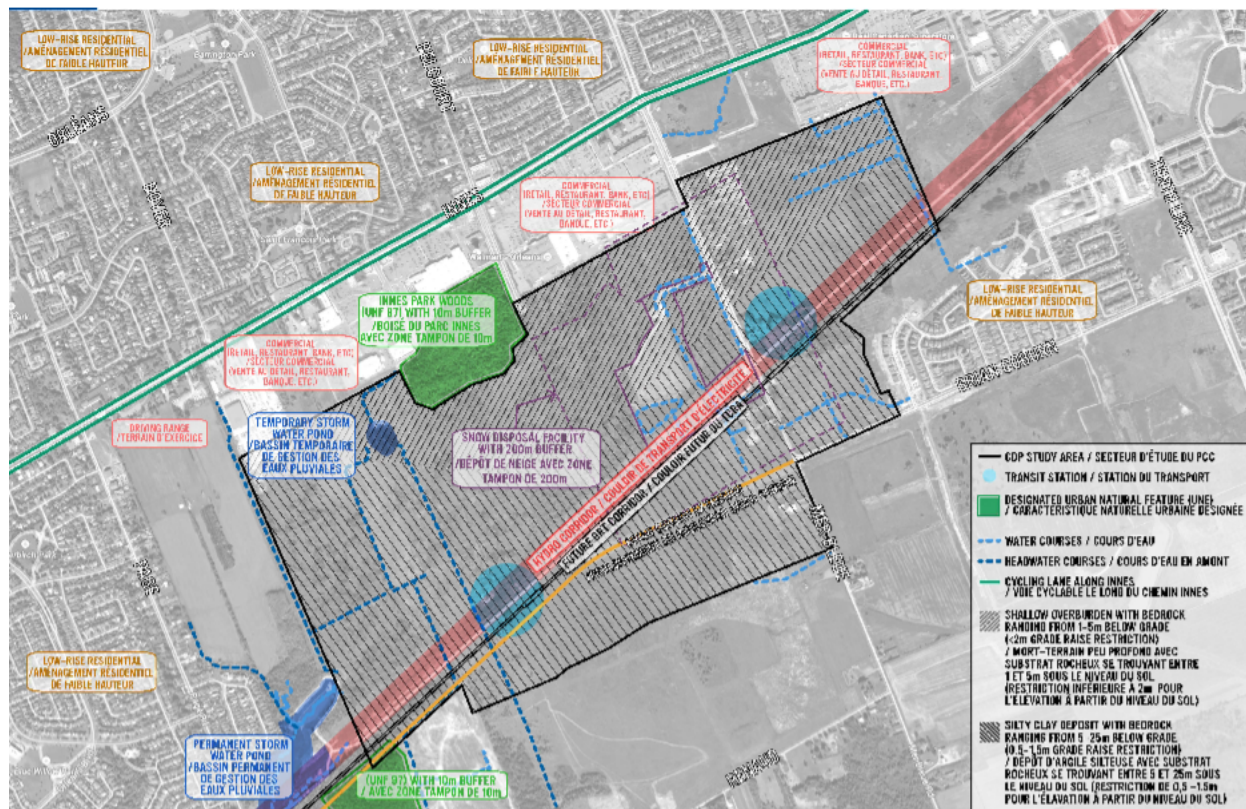 LOW-RISE RESIDENTIAL
/AMÉNAGEMENT RÉSIDENTIEL
DE FAIBLE HAUTEUR
LOW-RISE RESIDENTIAL
/AMÉNAGEMENT RÉSIDENTIEL
DE FAIBLE HAUTEUR
COMMERCIAL
(RETAIL, RESTAURANT, BANK, ETC)
/SECTEUR COMMERCIAL
(VENTE AU DÉTAIL, RESTAURANT,
BANQUE, ETC.)
ORLÉANS
LOW-RISE RESIDENTIAL
/AMÉNAGEMENT RÉSIDENTIEL
DE FAIBLE HAUTEUR
INNES
COMMERCIAL
(RETAIL, RESTAURANT, BANK, ETC)
/SECTEUR COMMERCIAL
(VENTE AU DÉTAIL, RESTAURANT,
BANQUE, ETC.)
INNES PARK WOODS
(UNF 97) WITH 10m BUFFER
/BOISÉ DU PARC INNES
AVEC ZONE TAMPON DE 10m
LOW-RISE RESIDENTIAL
/AMÉNAGEMENT RÉSIDENTIEL
DE FAIBLE HAUTEUR
COMMERCIAL
(RETAIL, RESTAURANT, BANK, ETC)
/SECTEUR COMMERCIAL
(VENTE AU DÉTAIL, RESTAURANT,
BANQUE, ETC.)
DRIVING RANGE
/TERRAIN D'EXERCICE
TEMPORARY STORM
WATER POND
/BASSIN TEMPORAIRE
DE GESTION DES
EAUX PLUVIALES
SNOW DISPOSAL FACILITY
WITH 200m BUFFER
/DÉPÔT DE NEIGE AVEC ZONE
TAMPON DE 200m
HYDRO CORRIDOR / COULOIR DE TRANSPORT D'ÉLECTRICITÉ
FUTURE BRT CORRIDOR / COULOIR FUTUR DU TCRA
LOW-RISE RESIDENTIAL
/AMÉNAGEMENT RÉSIDENTIEL
DE FAIBLE HAUTEUR
PERMANENT STORM
WATER POND
/BASSIN PERMANENT
DE GESTION DES
EAUX PLUVIALES
(UNF 97) WITH 10m BUFFER
/ AVEC ZONE TAMPON DE 10m
CDP STUDY AREA / SECTEUR D'ÉTUDE DU PCC
TRANSIT STATION / STATION DU TRANSPORT
DESIGNATED URBAN NATURAL FEATURE (UNF)
/ CARACTÉRISTIQUE NATURELLE URBAINE DÉSIGNÉE
WATER COURSES / COURS D'EAU
HEADWATER COURSES / COURS D'EAU EN AMONT
CYCLING LANE ALONG INNES
/ VOIE CYCLABLE LE LONG DU CHEMIN INNES
SHALLOW OVERBURDEN WITH BEDROCK
RANGING FROM 1-5m BELOW GRADE
(<2m GRADE RAISE RESTRICTION)
/ MORT-TERRAIN PEU PROFOND AVEC
SUBSTRAT ROCHEUX SE TROUVANT ENTRE
1 ET 5m SOUS LE NIVEAU DU SOL
(RESTRICTION INFÉRIEURE À 2m POUR
L'ÉLÉVATION À PARTIR DU NIVEAU DU SOL)
SILTY CLAY DEPOSIT WITH BEDROCK
RANGING FROM 5 25m BELOW GRADE
(0.5-1.5m GRADE RAISE RESTRICTION)
/ DÉPÔT D'ARGILE SILTEUSE AVEC SUBSTRAT
ROCHEUX SE TROUVANT ENTRE 5 ET 25m SOUS
LE NIVEAU DU SOL (RESTRICTION DE 0,5 -1.5m
POUR L'ÉLAVATION À PARTIR DU NIVEAU DU SOL)